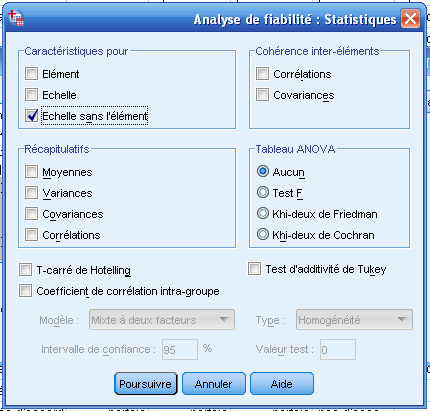 Analyse de fiabilité : Statistiques
Caractéristiques pour
Elément
Echelle
Echelle sans l'élément
Cohérence inter-éléments
Corrélations
Covariances
Récapitulatifs
Moyennes
Variances
Covariances
Corrélations
Tableau ANOVA
Aucun
Test F
Khi-deux de Friedman
Khi-deux de Cochran
T-carré de Hotelling
Test d'additivité de Tukey
Coefficient de corrélation intra-groupe
Modèle : Mixte à deux facteurs Type : Homogénéité
Intervalle de confiance : 95 % Valeur test : 0
Poursuivre Annuler Aide